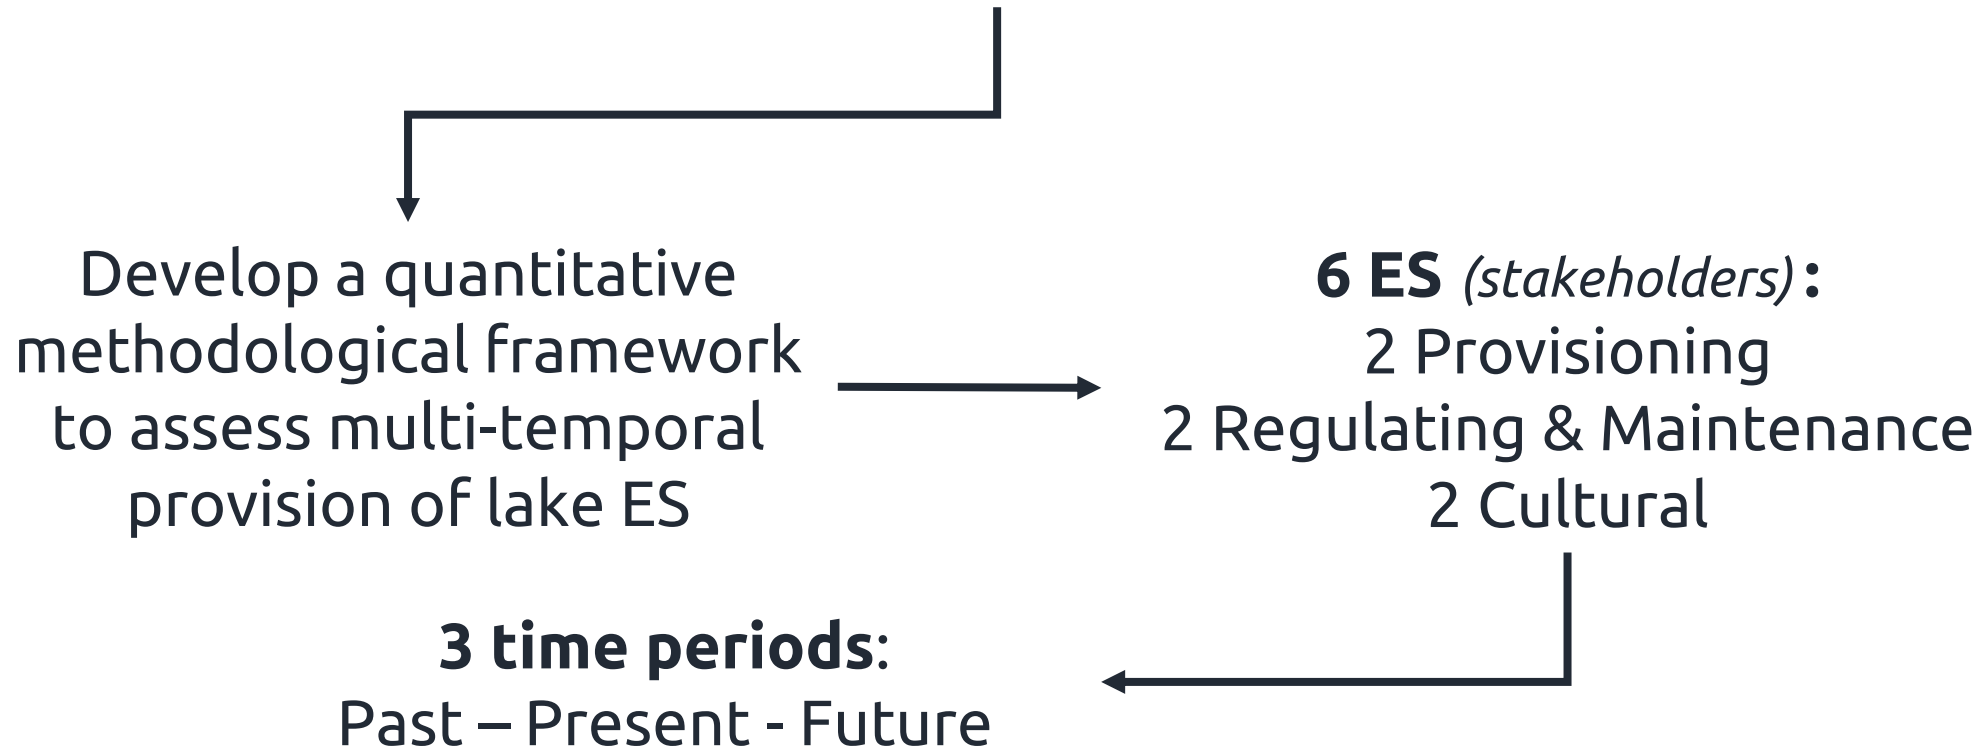 Develop a quantitative
methodological framework
to assess multi-temporal
provision of lake ES
6 ES (stakeholders) :
2 Provisioning
2 Regulating & Maintenance
2 Cultural
3 time periods:
Past – Present - Future